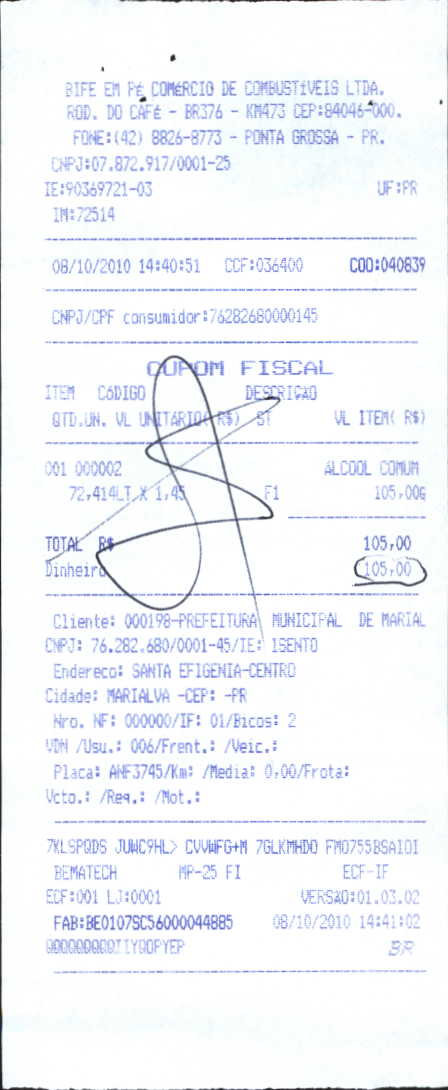 BIFE EM Pé COMéRCIO DE COMBUSTíVEIS LTDA.
ROD. DO CAFé - BR376 - KM473 CEP:84046-000.
FONE:(42) 8826-8773 - PONTA GROSSA - PR.
CNPJ:07.872.917/0001-25
IE:90369721-03 UF:PR
IM:72514
08/10/2010 14:40:51 CCF:036400 COO:040839
CNPJ/CPF consumidor:76282680000145
CUPOM FISCAL
ITEM CóDIGO DESCRIÇÃO
QTD.UN. VL UNITÁRIO( R$) ST VL ITEM( R$)
001 000002 ALCOOL COMUM
72,414LT X 1,45 F1 105,00G
TOTAL R$ 105,00
Dinheiro 105,00
Cliente: 000198-PREFEITURA MUNICIPAL DE MARIAL
CNPJ: 76.282.680/0001-45/IE: ISENTO
Endereco: SANTA EFIGENIA-CENTRO
Cidade: MARIALVA -CEP: -PR
Nro. NF: 000000/IF: 01/Bicos: 2
VDN /Usu.: 006/Frent.: /Veic.:
Placa: ANF3745/Km: /Media: 0,00/Frota:
Vcto.: /Req.: /Mot.:
7KLSPQDS JUWC9HL> CVVWFG+M 7GLKMHDO FMO755BSAIOI
BEMATECH MP-25 FI ECF-IF
ECF:001 LJ:0001 VERSÃO:01.03.02
FAB:BE0107SC56000044885 08/10/2010 14:41:02
QQQQQQQQQTIYQOPYEP BR